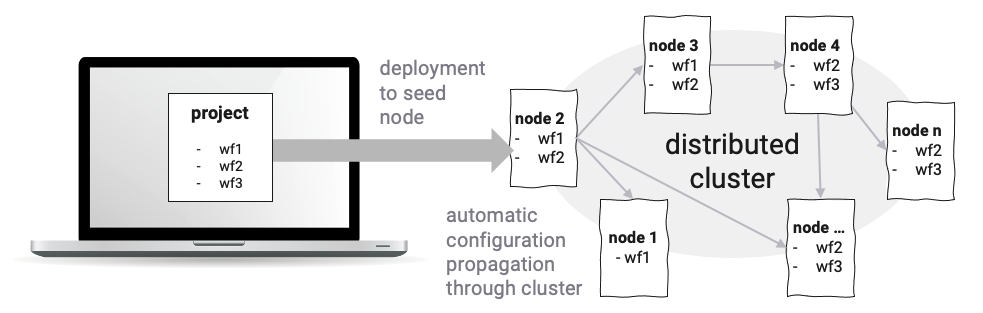 project
- wf1
- wf2
- wf3
deployment
to seed
node
automatic
configuration
propagation
through cluster
node 2
- wf1
- wf2
node 3
- wf1
- wf2
node 4
- wf2
- wf3
node n
- wf2
- wf3
distributed
cluster
node 1
- wf1
node ...
- wf2
- wf3